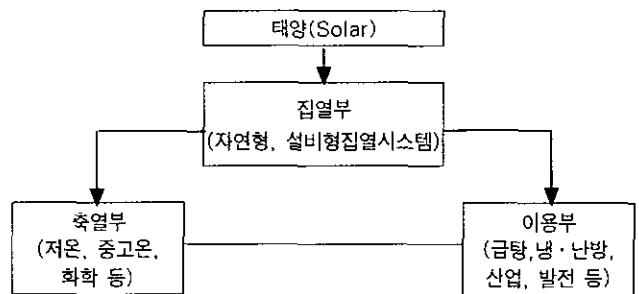 태양(Solar)
집열부
(자연형, 설비형집열시스템)
축열부
(저온, 중고온,
화학 등)
이용부
(급탕,냉·난방,
산업, 발전 등)